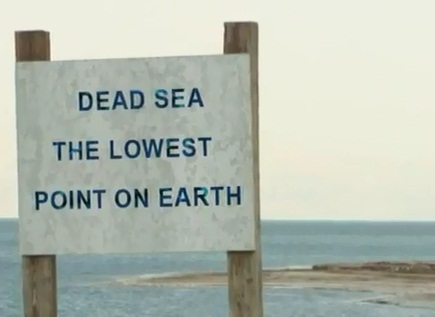 DEAD SEA
THE LOWEST
POINT ON EARTH